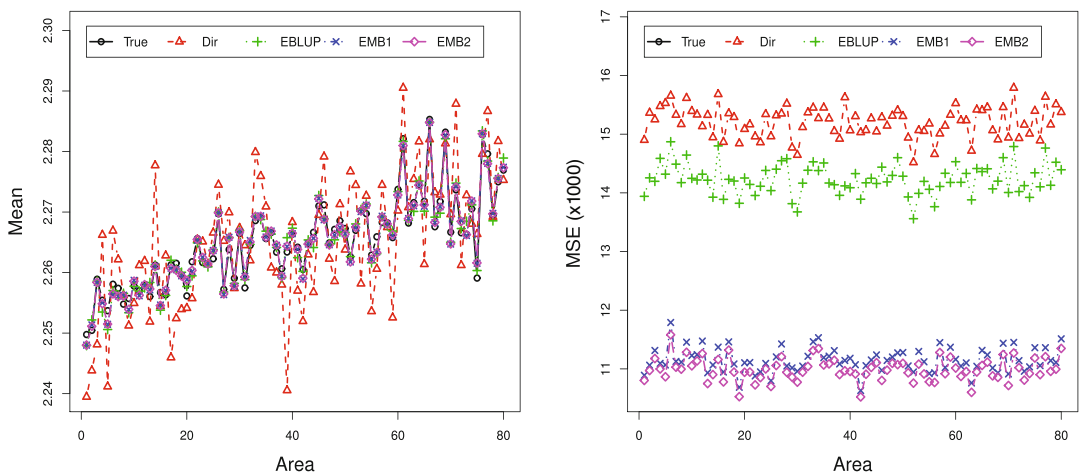 True Dir EBLUP EMB1 EMB2
Mean
2.30
2.29
2.28
2.27
2.26
2.25
2.24
0 20 40 60 80
Area
True Dir EBLUP EMB1 EMB2
MSE (x1000)
17
16
15
14
13
12
11
0 20 40 60 80
Area